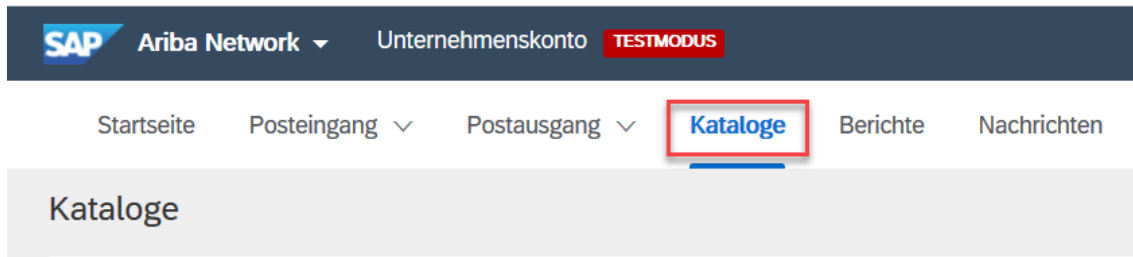 SAP Ariba Network Unternehmenskonto TESTMODUS
Startseite Posteingang Postausgang Kataloge Berichte Nachrichten
Kataloge